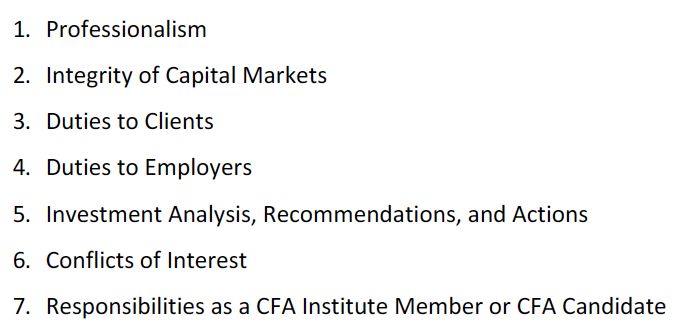 1. Professionalism
2. Integrity of Capital Markets
3. Duties to Clients
4. Duties to Employers
5. Investment Analysis, Recommendations, and Actions
6. Conflicts of Interest
7. Responsibilities as a CFA Institute Member or CFA Candidate